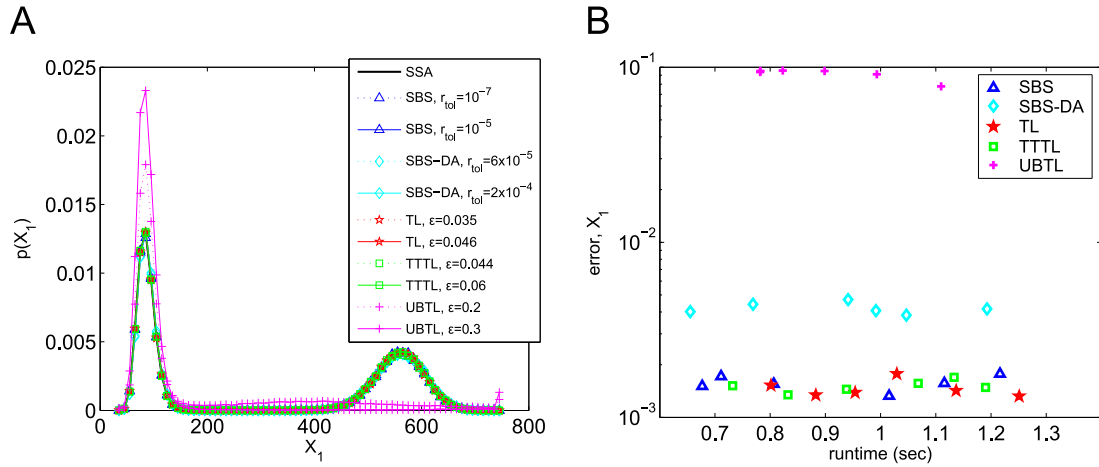 A
B
0.025
0.02
0.015
0.01
0.005
0
p(X1)
0
200
400
600
800
X1
SSA
SBS, rtol=10−7
SBS, rtol=10−5
SBS−DA, rtol=6x10−5
SBS−DA, rtol=2x10−4
TL, ε=0.035
TL, ε=0.046
TTTL, ε=0.044
TTTL, ε=0.06
UBTL, ε=0.2
UBTL, ε=0.3
10−1
10−2
10−3
error, X1
0.7
0.8
0.9
1
1.1
1.2
1.3
runtime (sec)
SBS
SBS-DA
TL
TTTL
UBTL